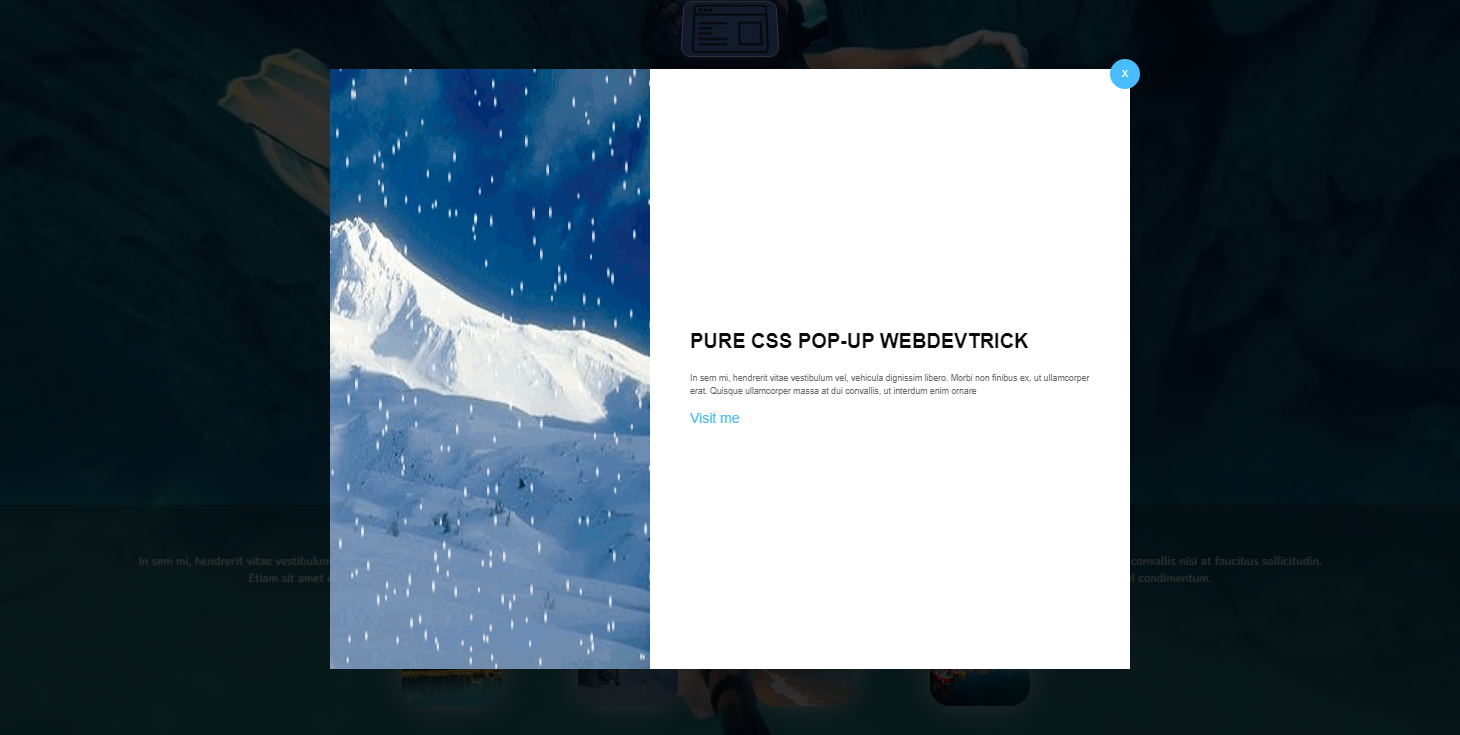 x
PURE CSS POP-UP WEBDEVTRICK
In sem mi, hendrerit vitae vestibulum vel, vehicula dignissim libero. Morbi non finibus ex, ut ullamcorper
erat. Quisque ullamcorper massa at dui convallis, ut interdum enim ornare
Visit me
In sem mi, hendrerit vitae vestibulum convallis nisi at faucibus sollicitudin.
Etiam sit amet condimentum.